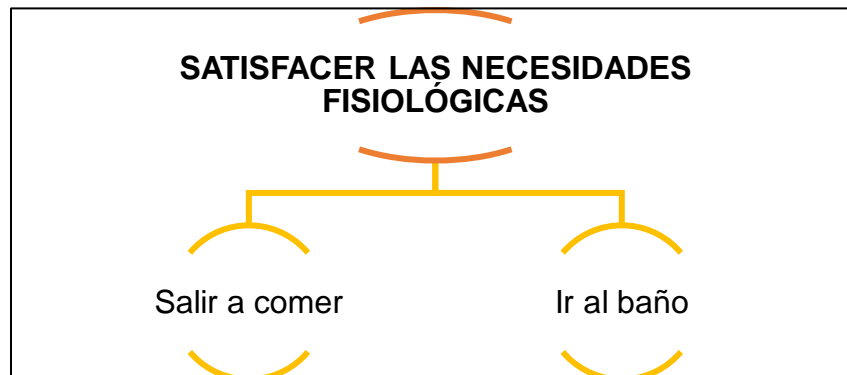 SATISFACER LAS NECESIDADES
FISIOLÓGICAS
Salir a comer
Ir al baño